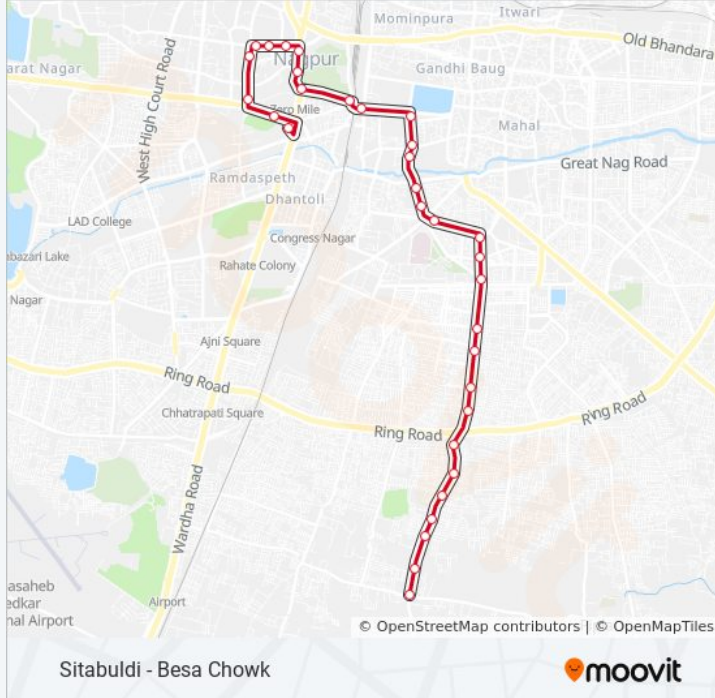 Itwari
Mominpura
Old Bhandara
Nagpur
arat Nagar
Gandhi Baug
West High Court Road
Zero Mile
Mahal
Great Nag Road
Ramdaspeth
Dhantoli
LAD College
Congress Nagar
bazari Lake
Rahate Colony
Nagar
Ajni Square
Ring Road
Ring Road
Chhatrapati Square
Ring Road
Wardha Road
asaheb
edkar
nal Airport
Airport
© OpenStreetMap contributors | © OpenMapTiles
Sitabuldi - Besa Chowk
moovit